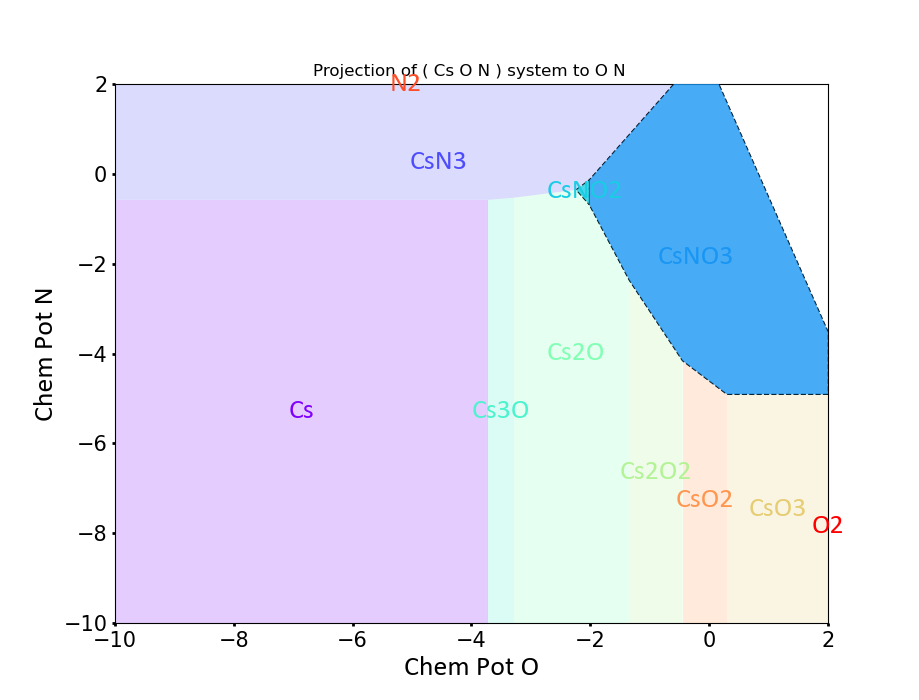 Projection of ( Cs O N ) system to O N
N2
CsN3
CsNO2
CsNO3
Cs2O
Cs
Cs3O
Cs2O2
CsO2
CsO3
O2
2
0
−2
−4
−6
−8
−10
Chem Pot N
−10 −8 −6 −4 −2 0 2
Chem Pot O